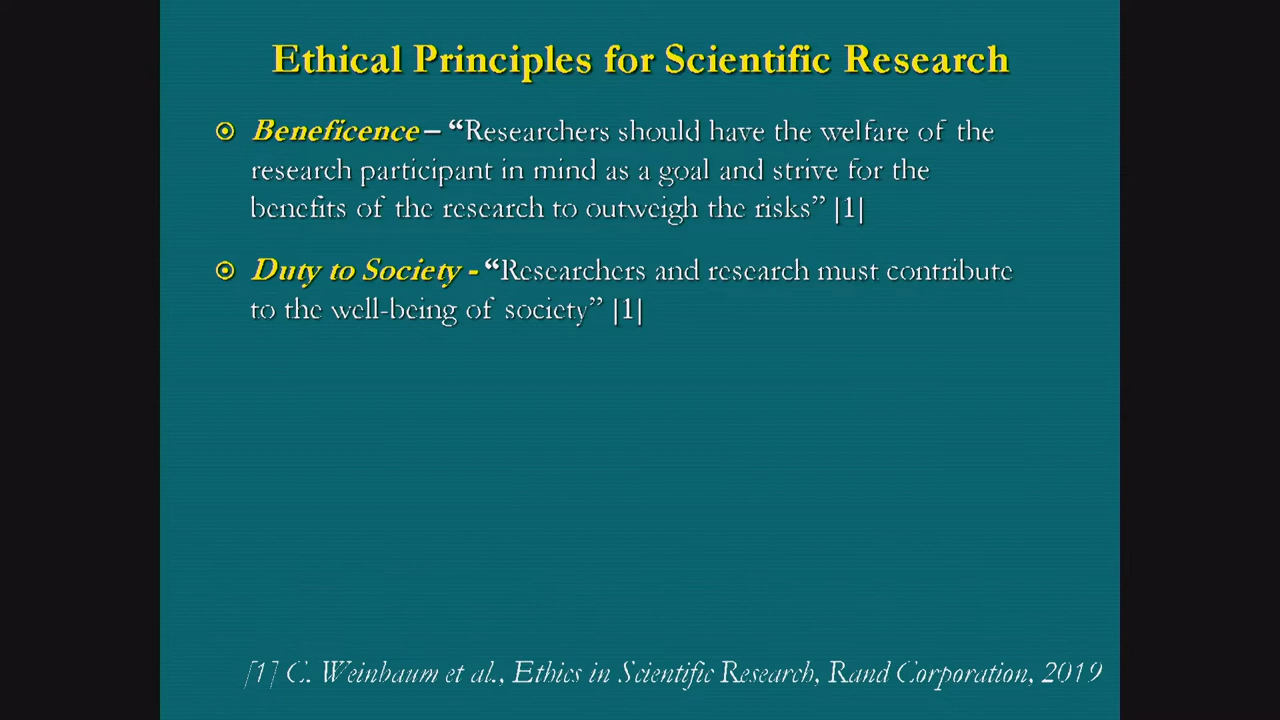 Ethical Principles for Scientific Research
Beneficence – “Researchers should have the welfare of the
research participant in mind as a goal and strive for the
benefits of the research to outweigh the risks” [1]
Duty to Society - “Researchers and research must contribute
to the well-being of society” [1]
[1] C. Weinbaum et al., Ethics in Scientific Research, Rand Corporation, 2019